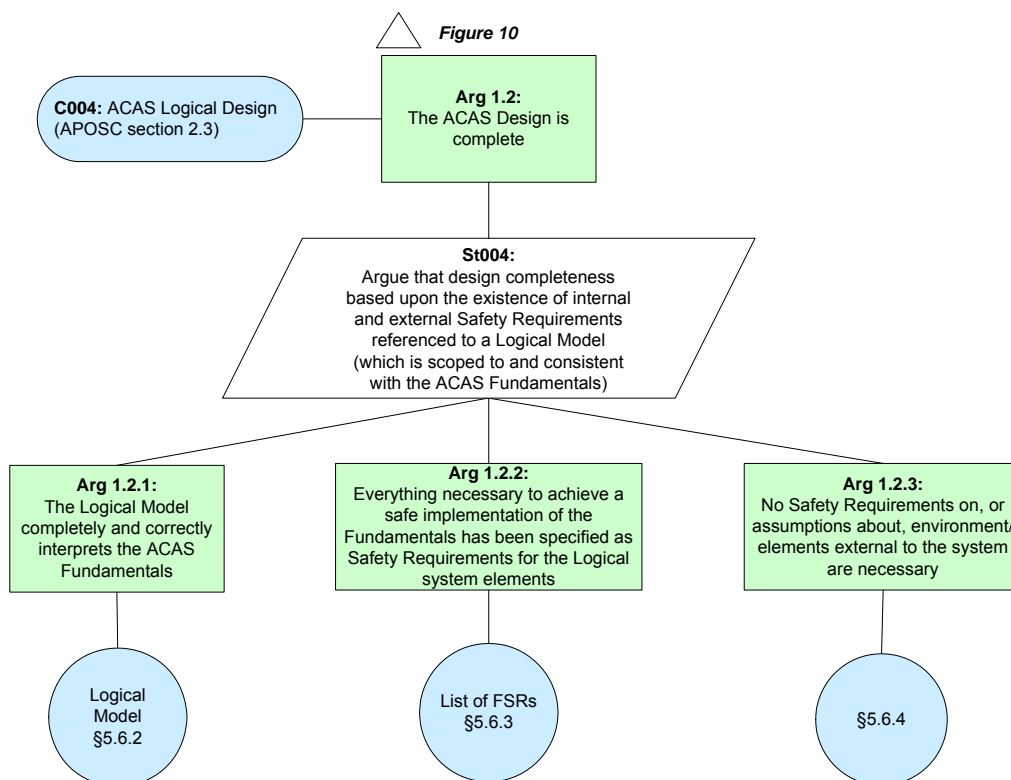 Figure 10
C004: ACAS Logical Design
(APOSC section 2.3)
Arg 1.2:
The ACAS Design is
complete
St004:
Argue that design completeness
based upon the existence of internal
and external Safety Requirements
referenced to a Logical Model
(which is scoped to and consistent
with the ACAS Fundamentals)
Arg 1.2.1:
The Logical Model
completely and correctly
interprets the ACAS
Fundamentals
Arg 1.2.2:
Everything necessary to achieve a
safe implementation of the
Fundamentals has been specified as
Safety Requirements for the Logical
system elements
Arg 1.2.3:
No Safety Requirements on, or
assumptions about, environment/
elements external to the system
are necessary
Logical
Model
§5.6.2
List of FSRs
§5.6.3
§5.6.4